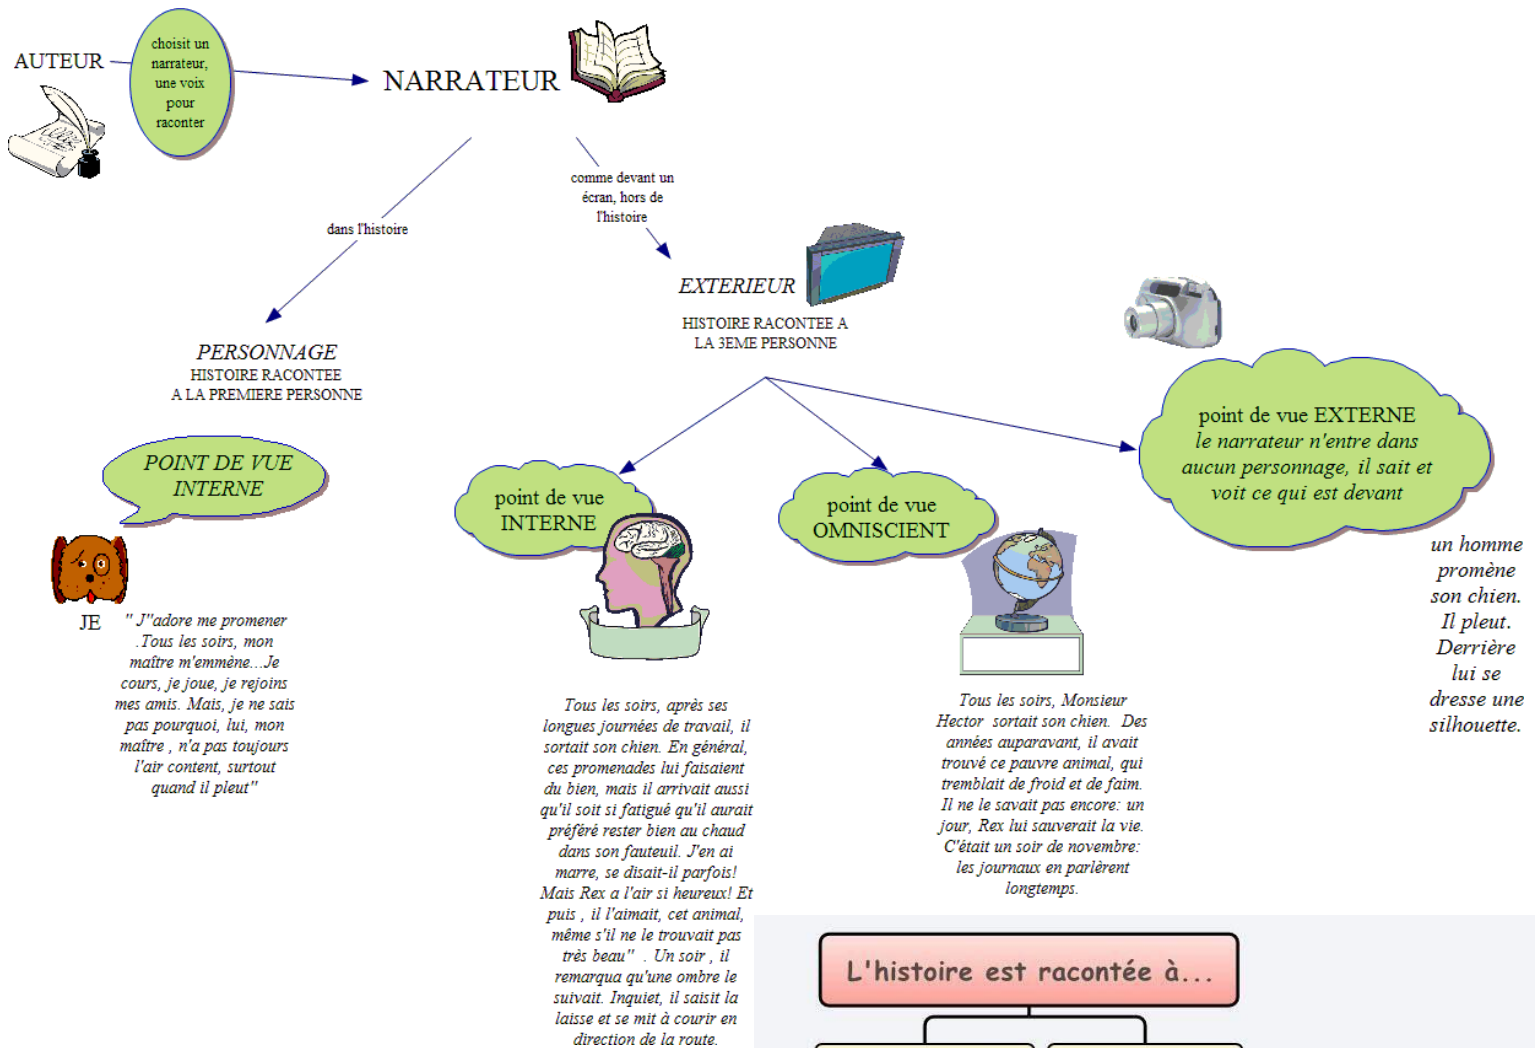 AUTEUR
choisit un
narrateur,
une voix
pour
raconter
NARRATEUR
dans l'histoire
comme devant un
écran, hors de
l'histoire
PERSONNAGE
HISTOIRE RACONTEE
A LA PREMIERE PERSONNE
EXTERIEUR
HISTOIRE RACONTEE A
LA 3EME PERSONNE
POINT DE VUE
INTERNE
JE
" J"adore me promener
.Tous les soirs, mon
maître m'emmène...Je
cours, je joue, je rejoins
mes amis. Mais, je ne sais
pas pourquoi, lui, mon
maître , n'a pas toujours
l'air content, surtout
quand il pleut"
point de vue
INTERNE
Tous les soirs, après ses
longues journées de travail, il
sortait son chien. En général,
ces promenades lui faisaient
du bien, mais il arrivait aussi
qu'il soit si fatigué qu'il aurait
préféré rester bien au chaud
dans son fauteuil. J'en ai
marre, se disait-il parfois!
Mais Rex a l'air si heureux! Et
puis , il l'aimait, cet animal,
même s'il ne le trouvait pas
très beau" . Un soir , il
remarqua qu'une ombre le
suivait. Inquiet, il saisit la
laisse et se mit à courir en
direction de la route.
point de vue
OMNISCIENT
Tous les soirs, Monsieur
Hector sortait son chien. Des
années auparavant, il avait
trouvé ce pauvre animal, qui
tremblait de froid et de faim.
Il ne le savait pas encore: un
jour, Rex lui sauverait la vie.
C'était un soir de novembre:
les journaux en parlèrent
longtemps.
point de vue EXTERNE
le narrateur n'entre dans
aucun personnage, il sait et
voit ce qui est devant
un homme
promène
son chien.
Il pleut.
Derrière
lui se
dresse une
silhouette.
L'histoire est racontée à...